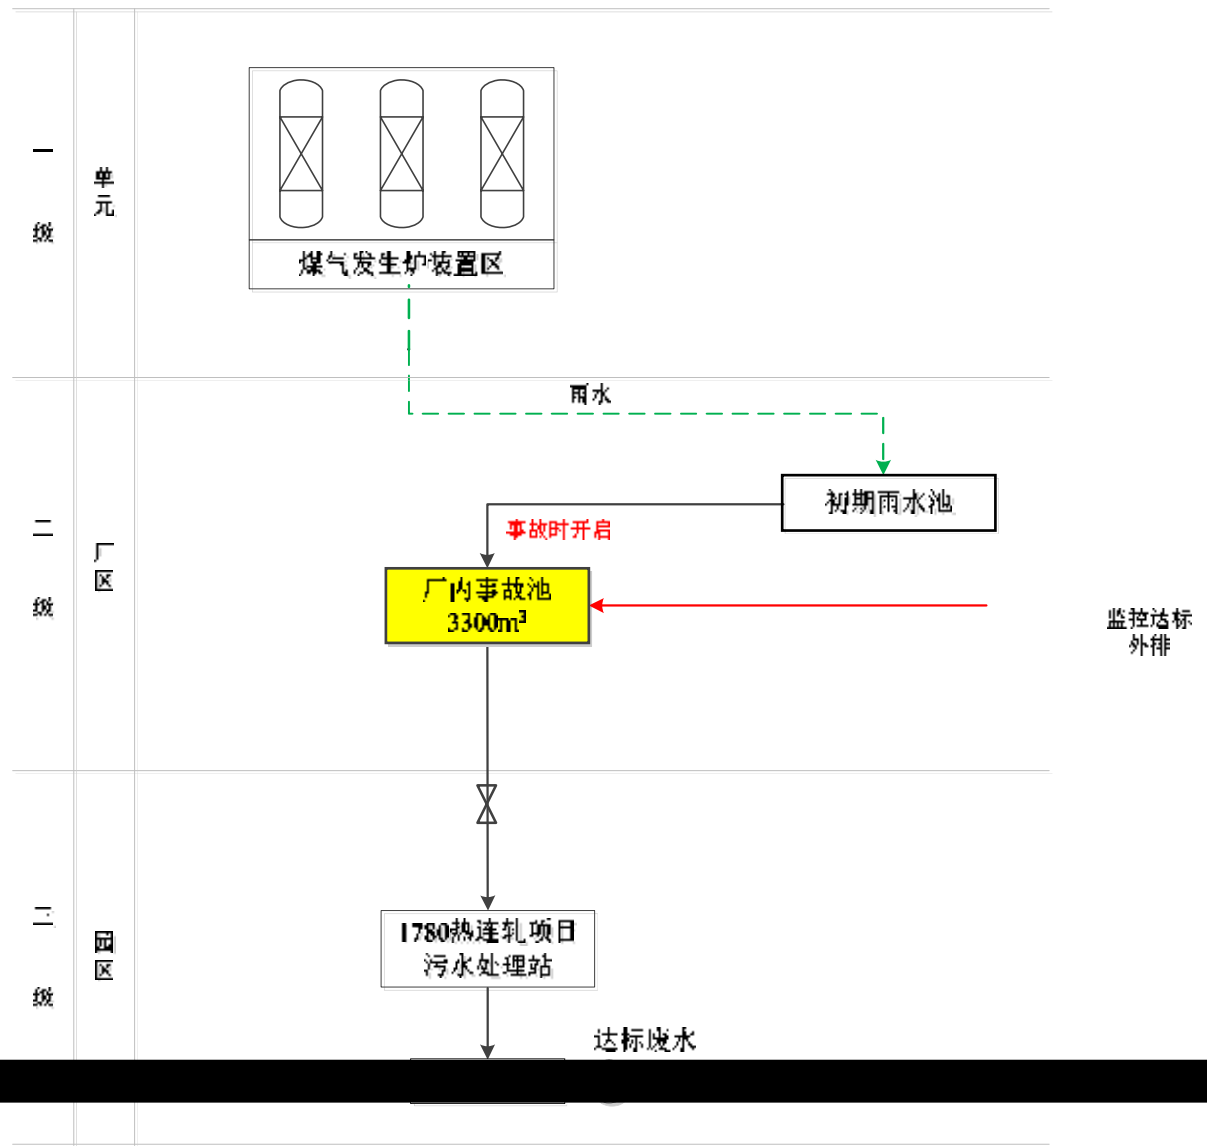 一级
单元
煤气发生炉装置区
雨水
初期雨水池
事故时开启
二级
厂区
厂内事故池
3300m³
监控达标
外排
三级
园区
1780热连轧项目
污水处理站
达标废水